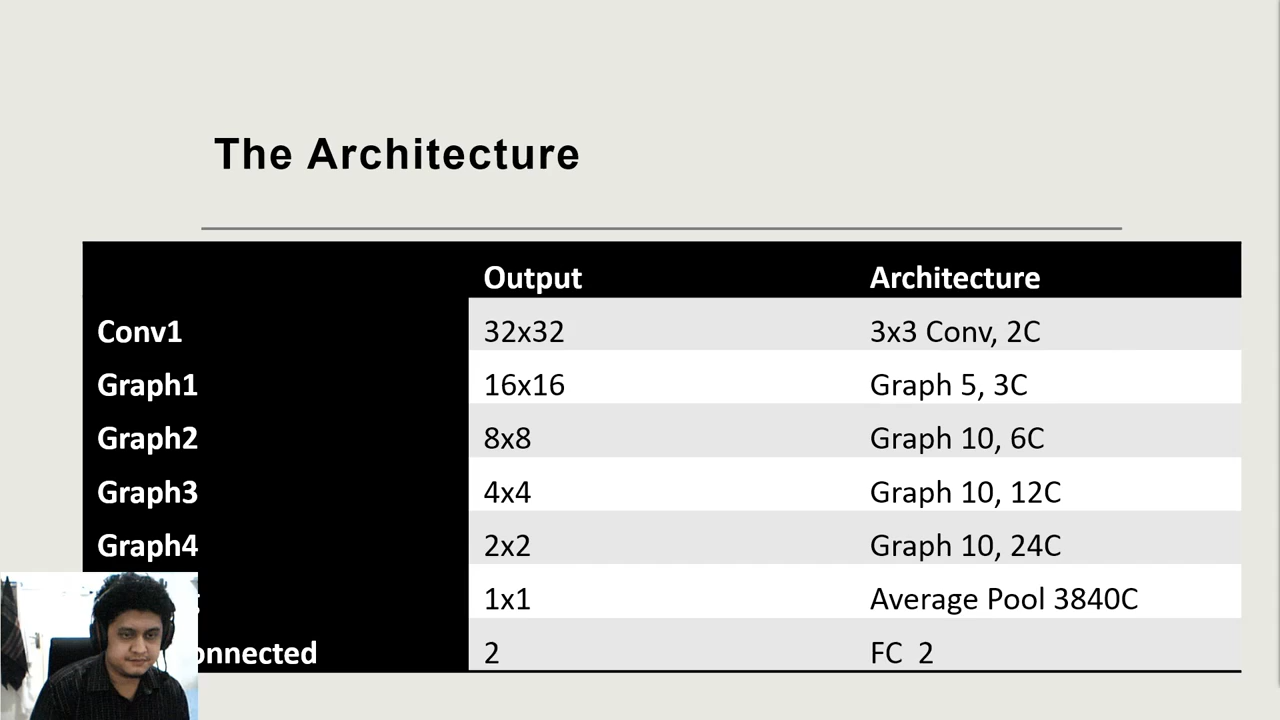 The Architecture
Output Architecture
Conv1 32x32 3x3 Conv, 2C
Graph1 16x16 Graph 5, 3C
Graph2 8x8 Graph 10, 6C
Graph3 4x4 Graph 10, 12C
Graph4 2x2 Graph 10, 24C
1x1 Average Pool 3840C
onnected 2 FC 2